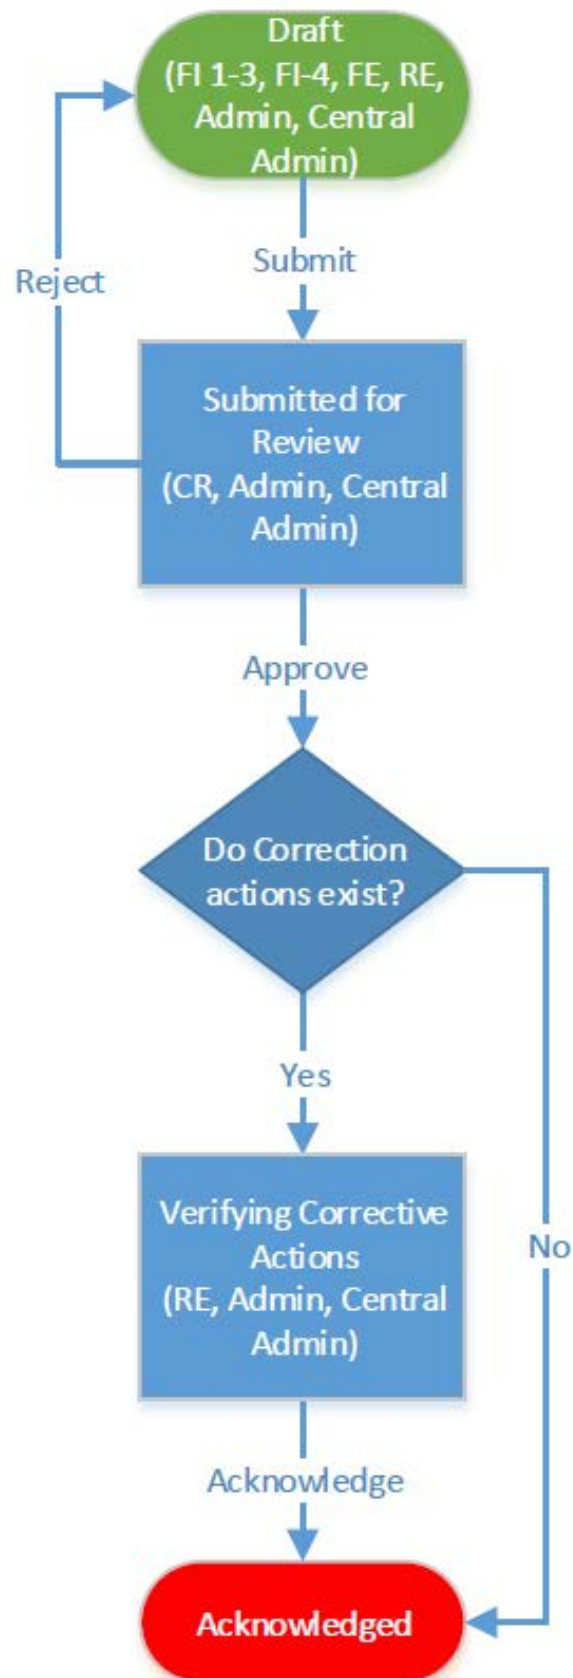 Draft
(FI 1-3, FI-4, FE, RE,
Admin, Central
Admin)
Submit
Reject
Submitted for
Review
(CR, Admin, Central
Admin)
Approve
Do Correction
actions exist?
Yes
Verifying Corrective
Actions
(RE, Admin, Central
Admin)
No
Acknowledge
Acknowledged